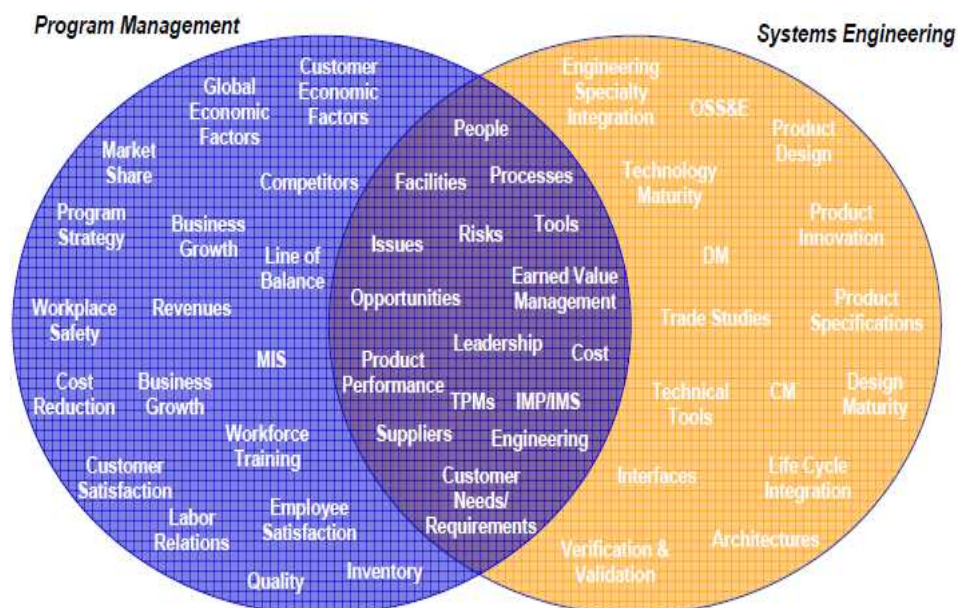 Program Management
Systems Engineering
Global
Economic
Factors
Customer
Economic
Factors
Market
Share
Competitors
Program
Strategy
Business
Growth
Line of
Balance
Workplace
Safety
Revenues
MIS
Cost
Reduction
Business
Growth
Workforce
Training
Customer
Satisfaction
Labor
Relations
Employee
Satisfaction
Quality
Inventory
People
Facilities
Processes
Issues
Risks
Tools
Opportunities
Earned Value
Management
Leadership
Cost
Product
Performance
TPMs
IMP/IMS
Suppliers
Engineering
Customer
Needs/
Requirements
Engineering
Specialty
Integration
OSS&E
Product
Design
Technology
Maturity
Product
Innovation
DM
Trade Studies
Product
Specifications
Technical
Tools
CM
Design
Maturity
Interfaces
Life Cycle
Integration
Verification &
Validation
Architectures